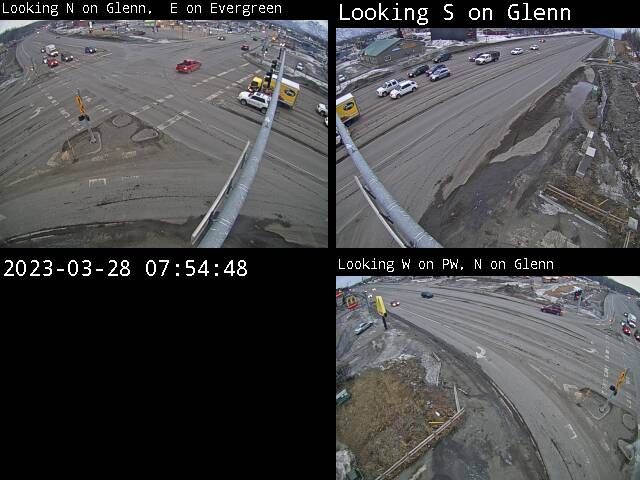 Looking N on Glenn, E on Evergreen
Looking S on Glenn
2023-03-28 07:54:48
Looking W on PW, N on Glenn